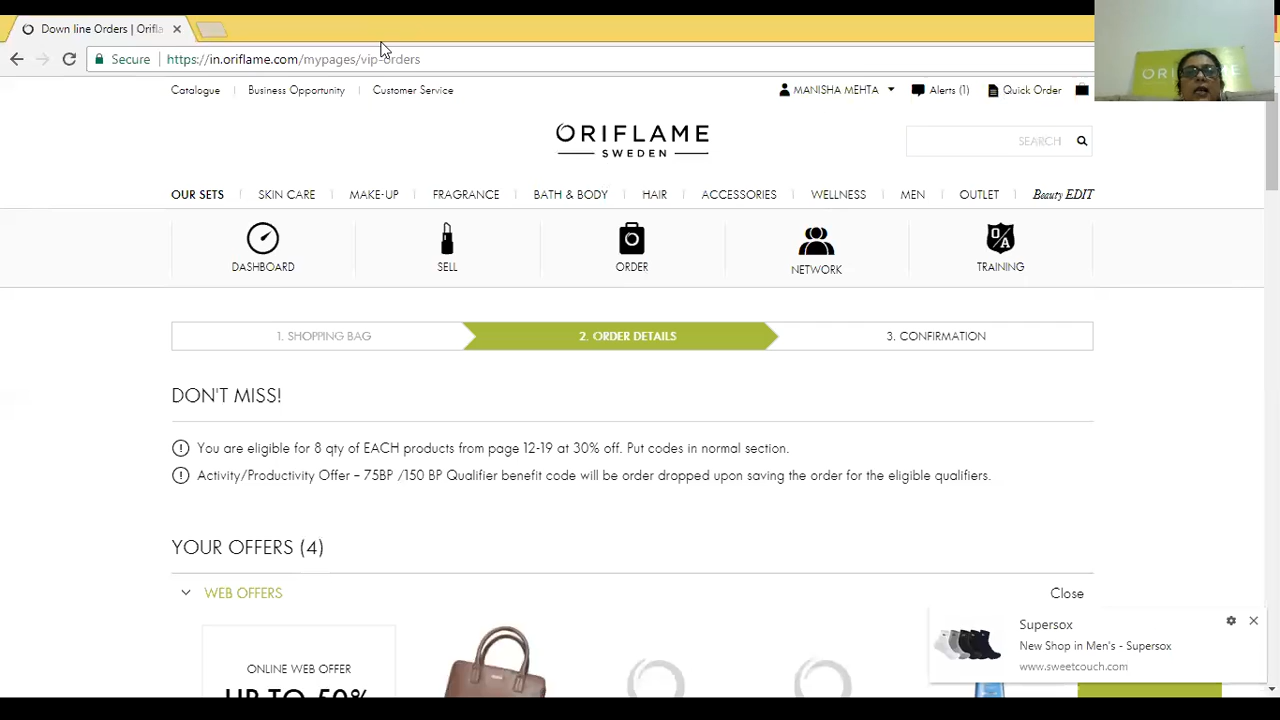 Down line Orders | Orifla
Secure
https://in.oriflame.com/mypages/vip-orders
Catalogue
Business Opportunity
Customer Service
MANISHA MEHTA
Alerts (1)
Quick Order
ORIFLAME
SWEDEN
SEARCH
OUR SETS
SKIN CARE
MAKE-UP
FRAGRANCE
BATH & BODY
HAIR
ACCESSORIES
WELLNESS
MEN
OUTLET
Beauty EDIT
DASHBOARD
SELL
ORDER
NETWORK
TRAINING
1. SHOPPING BAG
2. ORDER DETAILS
3. CONFIRMATION
DON'T MISS!
You are eligible for 8 qty of EACH products from page 12-19 at 30% off. Put codes in normal section.
Activity/Productivity Offer – 75BP /150 BP Qualifier benefit code will be order dropped upon saving the order for the eligible qualifiers.
YOUR OFFERS (4)
WEB OFFERS
Close
ONLINE WEB OFFER
UP TO 50%
Supersox
New Shop in Men's - Supersox
www.sweetcouch.com